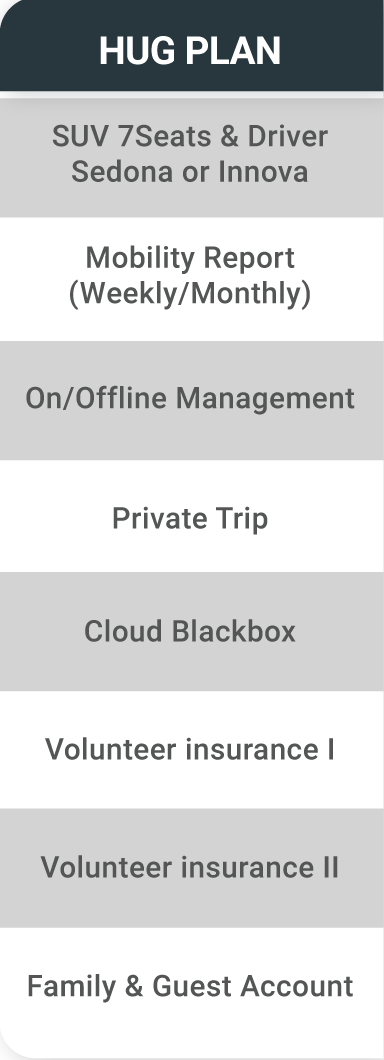 HUG PLAN
SUV 7Seats & Driver
Sedona or Innova
Mobility Report
(Weekly/Monthly)
On/Offline Management
Private Trip
Cloud Blackbox
Volunteer insurance I
Volunteer insurance II
Family & Guest Account